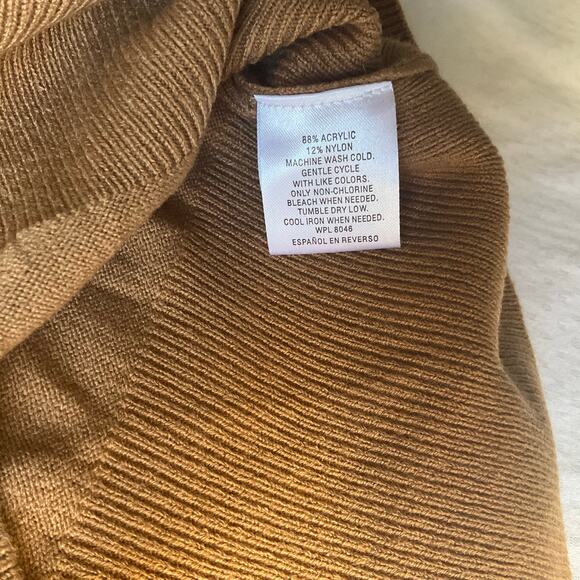 88% ACRYLIC
12% NYLON
MACHINE WASH COLD.
GENTLE CYCLE
WITH LIKE COLORS.
ONLY NON-CHLORINE
BLEACH WHEN NEEDED.
TUMBLE DRY LOW.
COOL IRON WHEN NEEDED.
WPL 8046
ESPAÑOL EN REVERSO